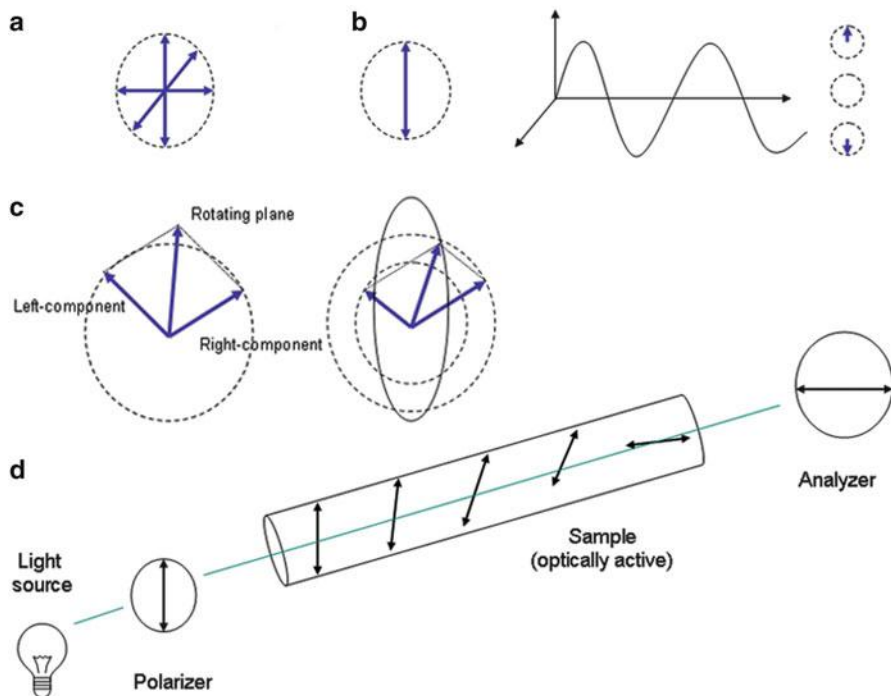 a
b
c
Rotating plane
Left-component
Right-component
d
Light
source
Polarizer
Sample
(optically active)
Analyzer